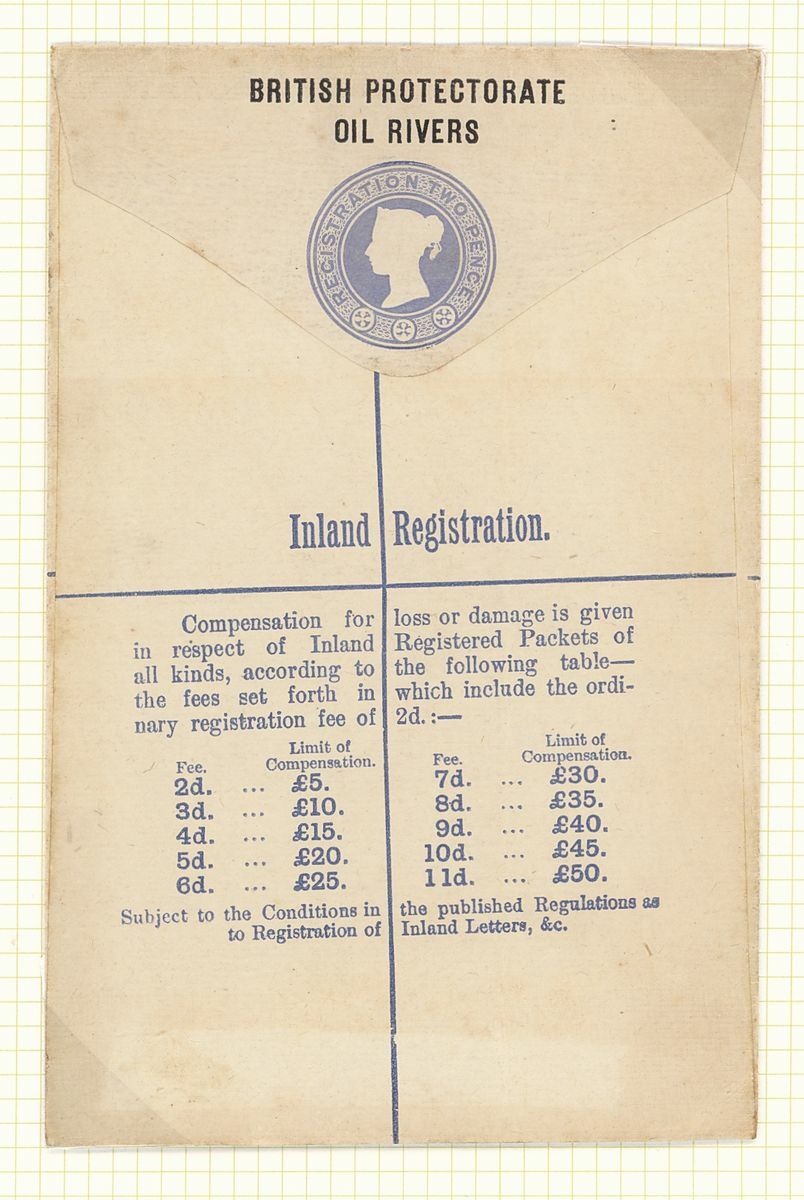 BRITISH PROTECTORATE
OIL RIVERS
REGISTRATION TWO PENCE
Inland Registration.
Compensation for loss or damage is given
in respect of Inland Registered Packets of
all kinds, according to the following table—
the fees set forth in which include the ordi-
nary registration fee of 2d. :—
Fee. Limit of Compensation. Fee. Limit of Compensation.
2d. ... £5. 7d. ... £30.
3d. ... £10. 8d. ... £35.
4d. ... £15. 9d. ... £40.
5d. ... £20. 10d. ... £45.
6d. ... £25. 11d. ... £50.
Subject to the Conditions in the published Regulations as
to Registration of Inland Letters, &c.